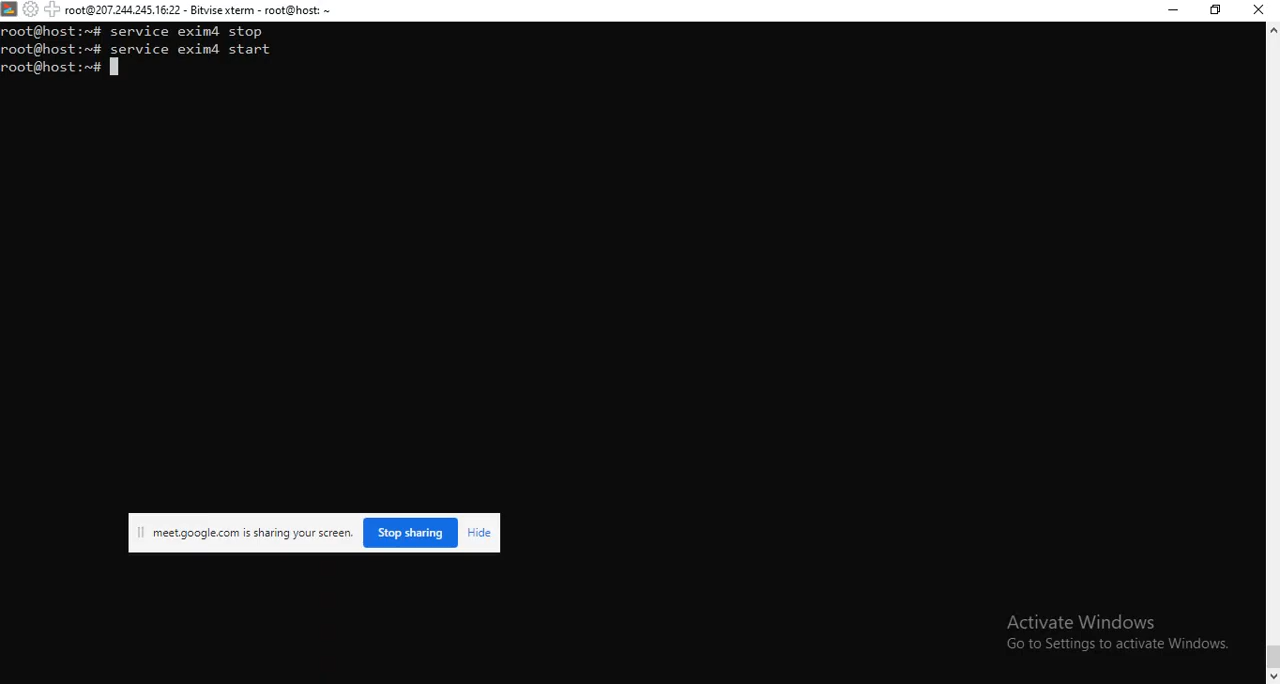 root@207.244.245.16:22 - Bitvise xterm - root@host: ~
root@host:~# service exim4 stop
root@host:~# service exim4 start
root@host:~#
meet.google.com is sharing your screen. Stop sharing Hide
Activate Windows
Go to Settings to activate Windows.